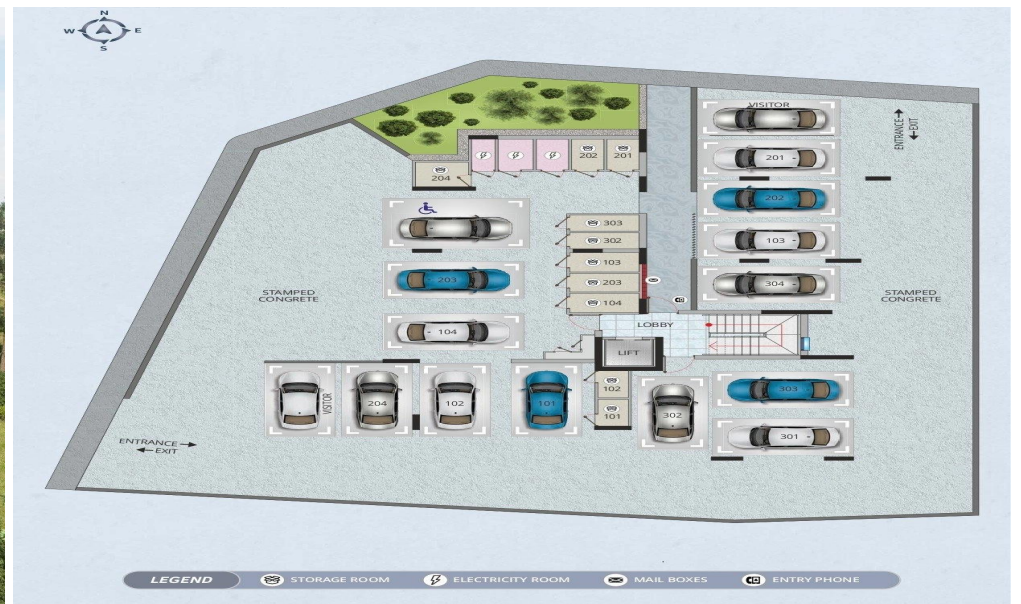 N
W E
S
VISITOR
ENTRANCE
EXIT
201
202
103
304
202
201
204
303
302
103
203
104
203
104
STAMPED
CONCRETE
STAMPED
CONCRETE
LOBBY
LIFT
102
101
VISITOR
204
102
101
302
303
301
ENTRANCE
EXIT
LEGEND
STORAGE ROOM
ELECTRICITY ROOM
MAIL BOXES
ENTRY PHONE